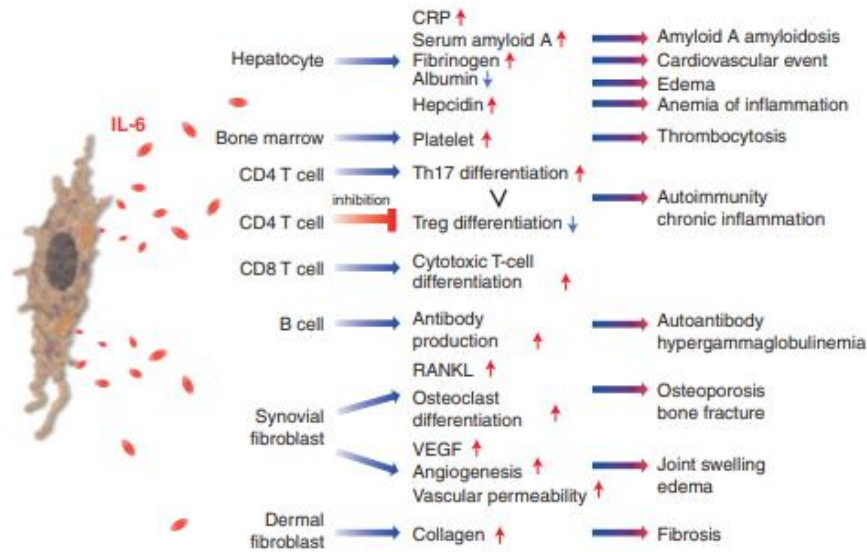 CRP
Serum amyloid A
Amyloid A amyloidosis
Hepatocyte
Fibrinogen
Cardiovascular event
Albumin
Edema
Hepcidin
Anemia of inflammation
IL-6
Bone marrow
Platelet
Thrombocytosis
CD4 T cell
Th17 differentiation
inhibition
Autoimmunity
chronic inflammation
CD4 T cell
Treg differentiation
CD8 T cell
Cytotoxic T-cell
differentiation
B cell
Antibody
production
Autoantibody
hypergammaglobulinemia
RANKL
Synovial
fibroblast
Osteoclast
differentiation
Osteoporosis
bone fracture
VEGF
Angiogenesis
Vascular permeability
Joint swelling
edema
Dermal
fibroblast
Collagen
Fibrosis